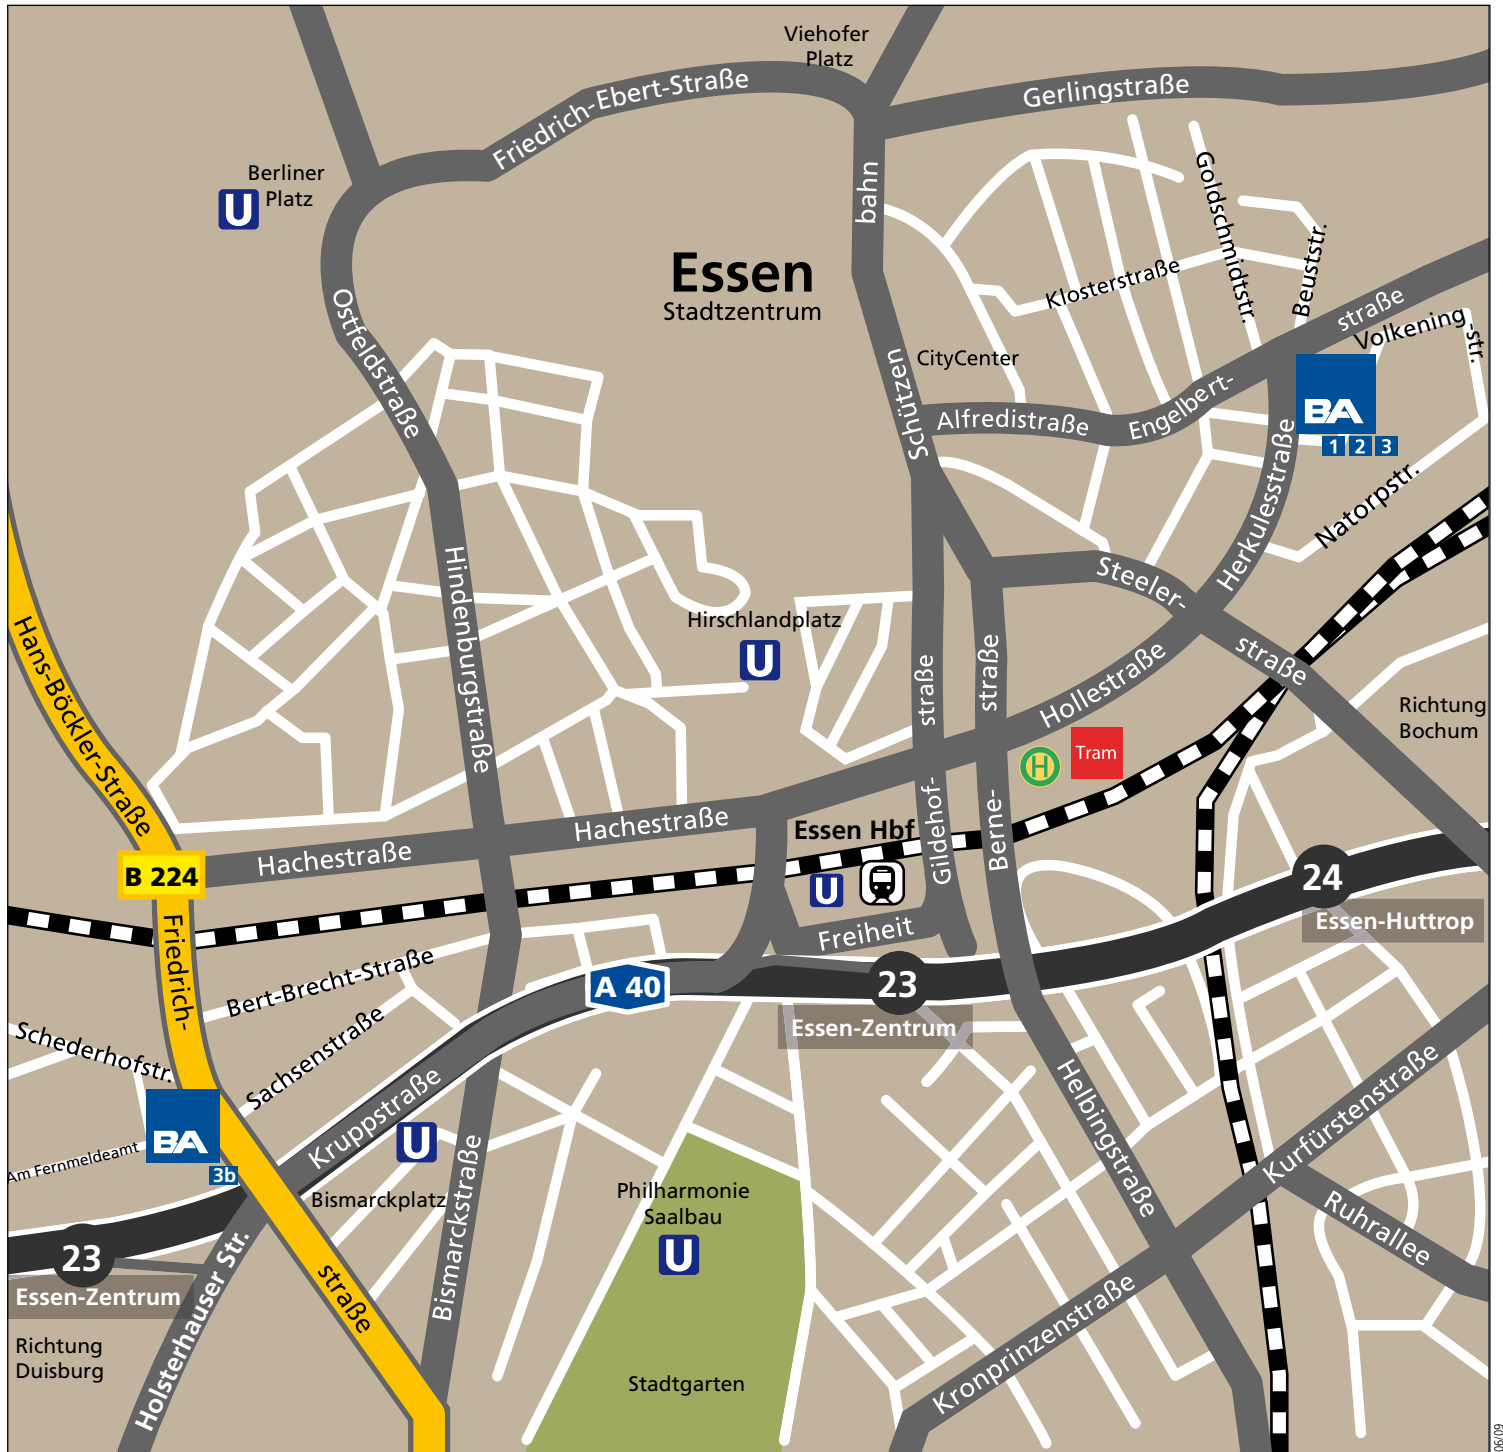 Viehofer
Platz
Friedrich-Ebert-Straße
Gerlingstraße
Berliner
Platz
U
bahn
Goldschmidtstr.
Beuststr.
Essen
Stadtzentrum
Klosterstraße
straße
Volkening-
str.
Ostfeldstraße
Schützen
CityCenter
Alfredistraße
Engelbert-
BA
1 2 3
Herkulesstraße
Natorpstr.
Hindenburgstraße
Steeler-
straße
Hirschlandplatz
U
Hans-Böckler-Straße
straße
straße
Hollestraße
Richtung
Bochum
H
Tram
Hachestraße
Hachestraße
Essen Hbf
Gildehof-
Berne-
B 224
U
24
Essen-Huttrop
Friedrich-
Freiheit
Bert-Brecht-Straße
A 40
23
Essen-Zentrum
Schederhofstr.
Sachsenstraße
Kruppstraße
Helbingstraße
Kurfürstenstraße
BA
3b
Am Fernmeldeamt
U
Bismarckplatz
Bismarckstraße
Philharmonie
Saalbau
U
Ruhrallee
23
Essen-Zentrum
Holsterhauser Str.
straße
Kronprinzenstraße
Richtung
Duisburg
Stadtgarten
06/09